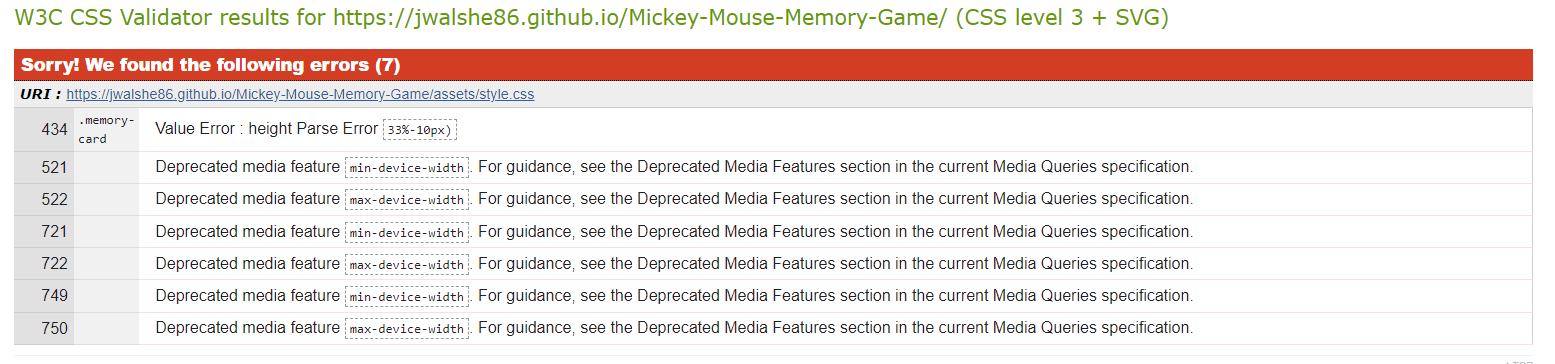 W3C CSS Validator results for https://jwalshe86.github.io/Mickey-Mouse-Memory-Game/ (CSS level 3 + SVG)
Sorry! We found the following errors (7)
URI : https://jwalshe86.github.io/Mickey-Mouse-Memory-Game/assets/style.css
434 .memory-card Value Error : height Parse Error 33%-10px)
521 Deprecated media feature min-device-width. For guidance, see the Deprecated Media Features section in the current Media Queries specification.
522 Deprecated media feature max-device-width. For guidance, see the Deprecated Media Features section in the current Media Queries specification.
721 Deprecated media feature min-device-width. For guidance, see the Deprecated Media Features section in the current Media Queries specification.
722 Deprecated media feature max-device-width. For guidance, see the Deprecated Media Features section in the current Media Queries specification.
749 Deprecated media feature min-device-width. For guidance, see the Deprecated Media Features section in the current Media Queries specification.
750 Deprecated media feature max-device-width. For guidance, see the Deprecated Media Features section in the current Media Queries specification.